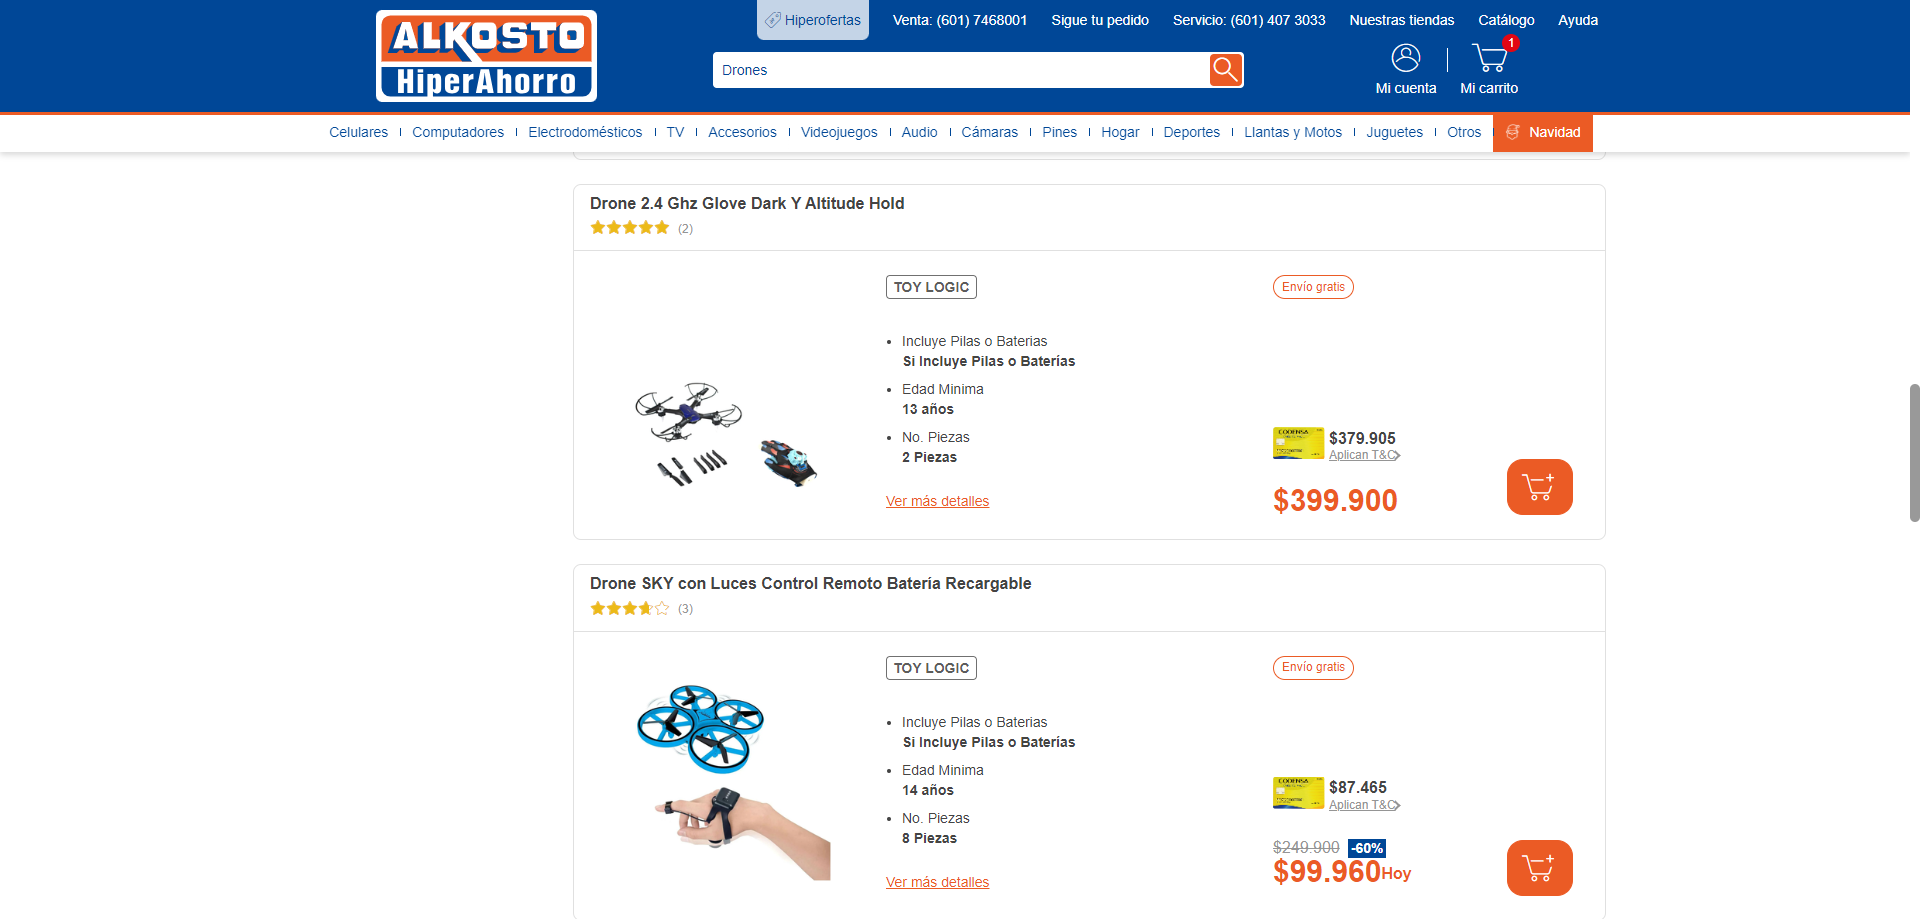 ALKOSTO
HiperAhorro
Hiperofertas
Venta: (601) 7468001
Sigue tu pedido
Servicio: (601) 407 3033
Nuestras tiendas
Catálogo
Ayuda
Drones
1
Mi cuenta
Mi carrito
Celulares
Computadores
Electrodomésticos
TV
Accesorios
Videojuegos
Audio
Cámaras
Pines
Hogar
Deportes
Llantas y Motos
Juguetes
Otros
Navidad
Drone 2.4 Ghz Glove Dark Y Altitude Hold
(2)
TOY LOGIC
Envío gratis
Incluye Pilas o Baterias
Si Incluye Pilas o Baterías
Edad Minima
13 años
No. Piezas
2 Piezas
Ver más detalles
CODENSA
$379.905
Aplican T&C
$399.900
Drone SKY con Luces Control Remoto Batería Recargable
(3)
TOY LOGIC
Envío gratis
Incluye Pilas o Baterias
Si Incluye Pilas o Baterías
Edad Minima
14 años
No. Piezas
8 Piezas
Ver más detalles
CODENSA
$87.465
Aplican T&C
$249.900 -60%
$99.960 Hoy